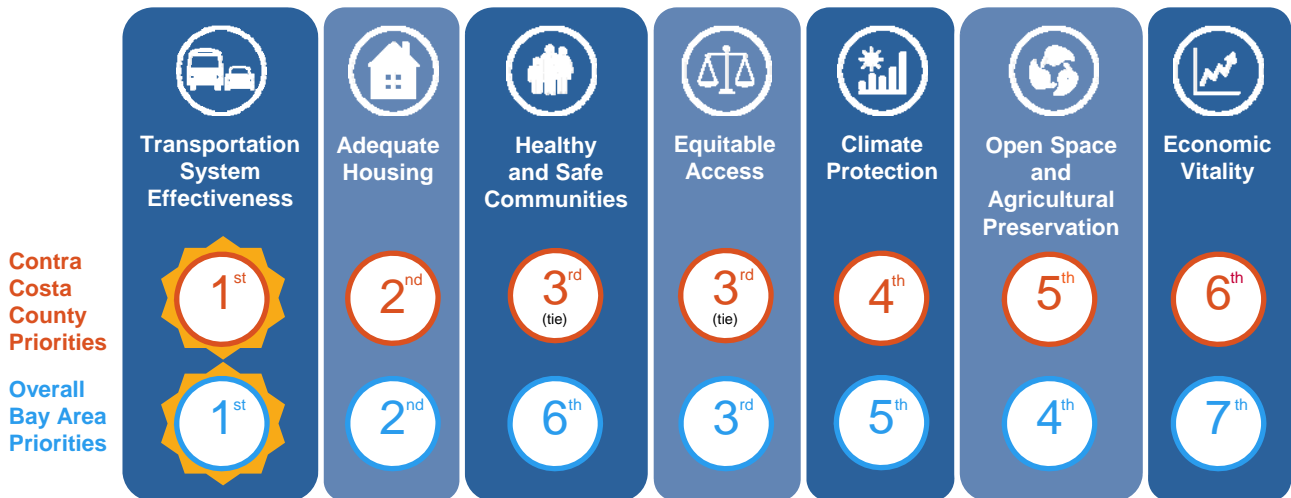 Transportation
System
Effectiveness
Adequate
Housing
Healthy
and Safe
Communities
Equitable
Access
Climate
Protection
Open Space
and
Agricultural
Preservation
Economic
Vitality
Contra
Costa
County
Priorities
1st
2nd
3rd
(tie)
3rd
(tie)
4th
5th
6th
Overall
Bay Area
Priorities
1st
2nd
6th
3rd
5th
4th
7th